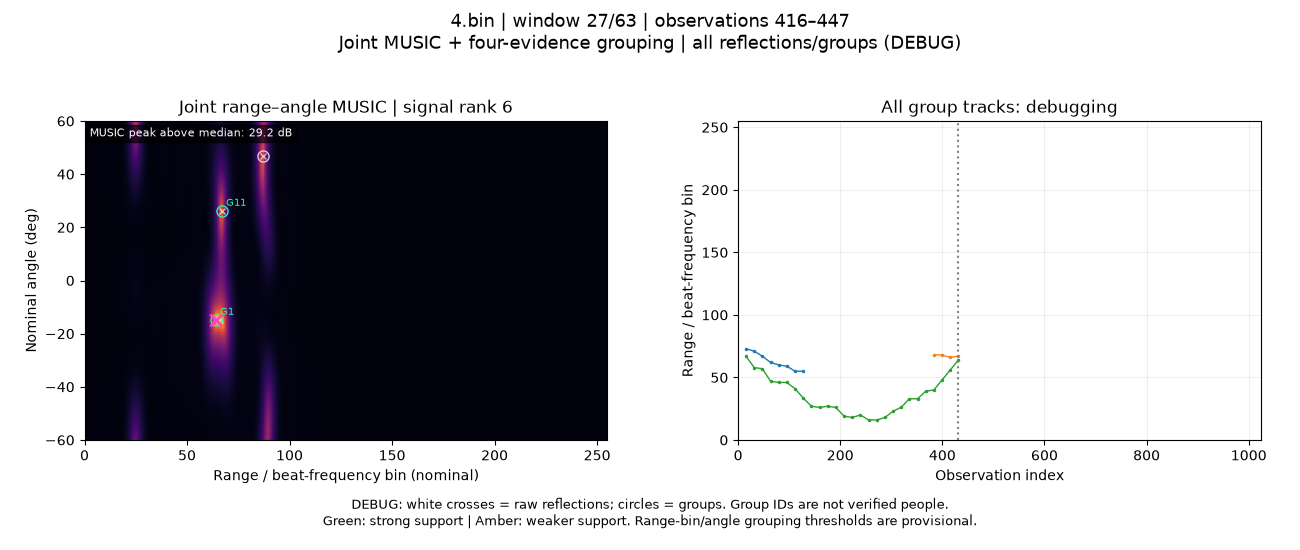 4.bin | window 27/63 | observations 416–447
Joint MUSIC + four-evidence grouping | all reflections/groups (DEBUG)
Joint range–angle MUSIC | signal rank 6
MUSIC peak above median: 29.2 dB
G11
G1
60
40
20
0
−20
−40
−60
Nominal angle (deg)
0
50
100
150
200
250
Range / beat-frequency bin (nominal)
All group tracks: debugging
250
200
150
100
50
0
Range / beat-frequency bin
0
200
400
600
800
1000
Observation index
DEBUG: white crosses = raw reflections; circles = groups. Group IDs are not verified people.
Green: strong support | Amber: weaker support. Range-bin/angle grouping thresholds are provisional.